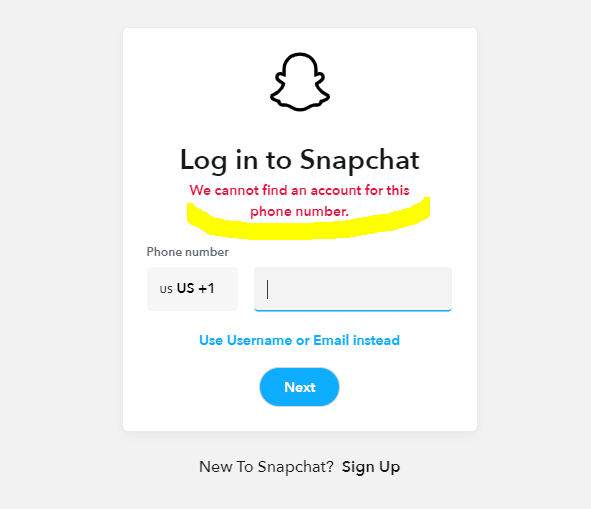 Log in to Snapchat
We cannot find an account for this
phone number.
Phone number
US US +1
Use Username or Email instead
Next
New To Snapchat? Sign Up